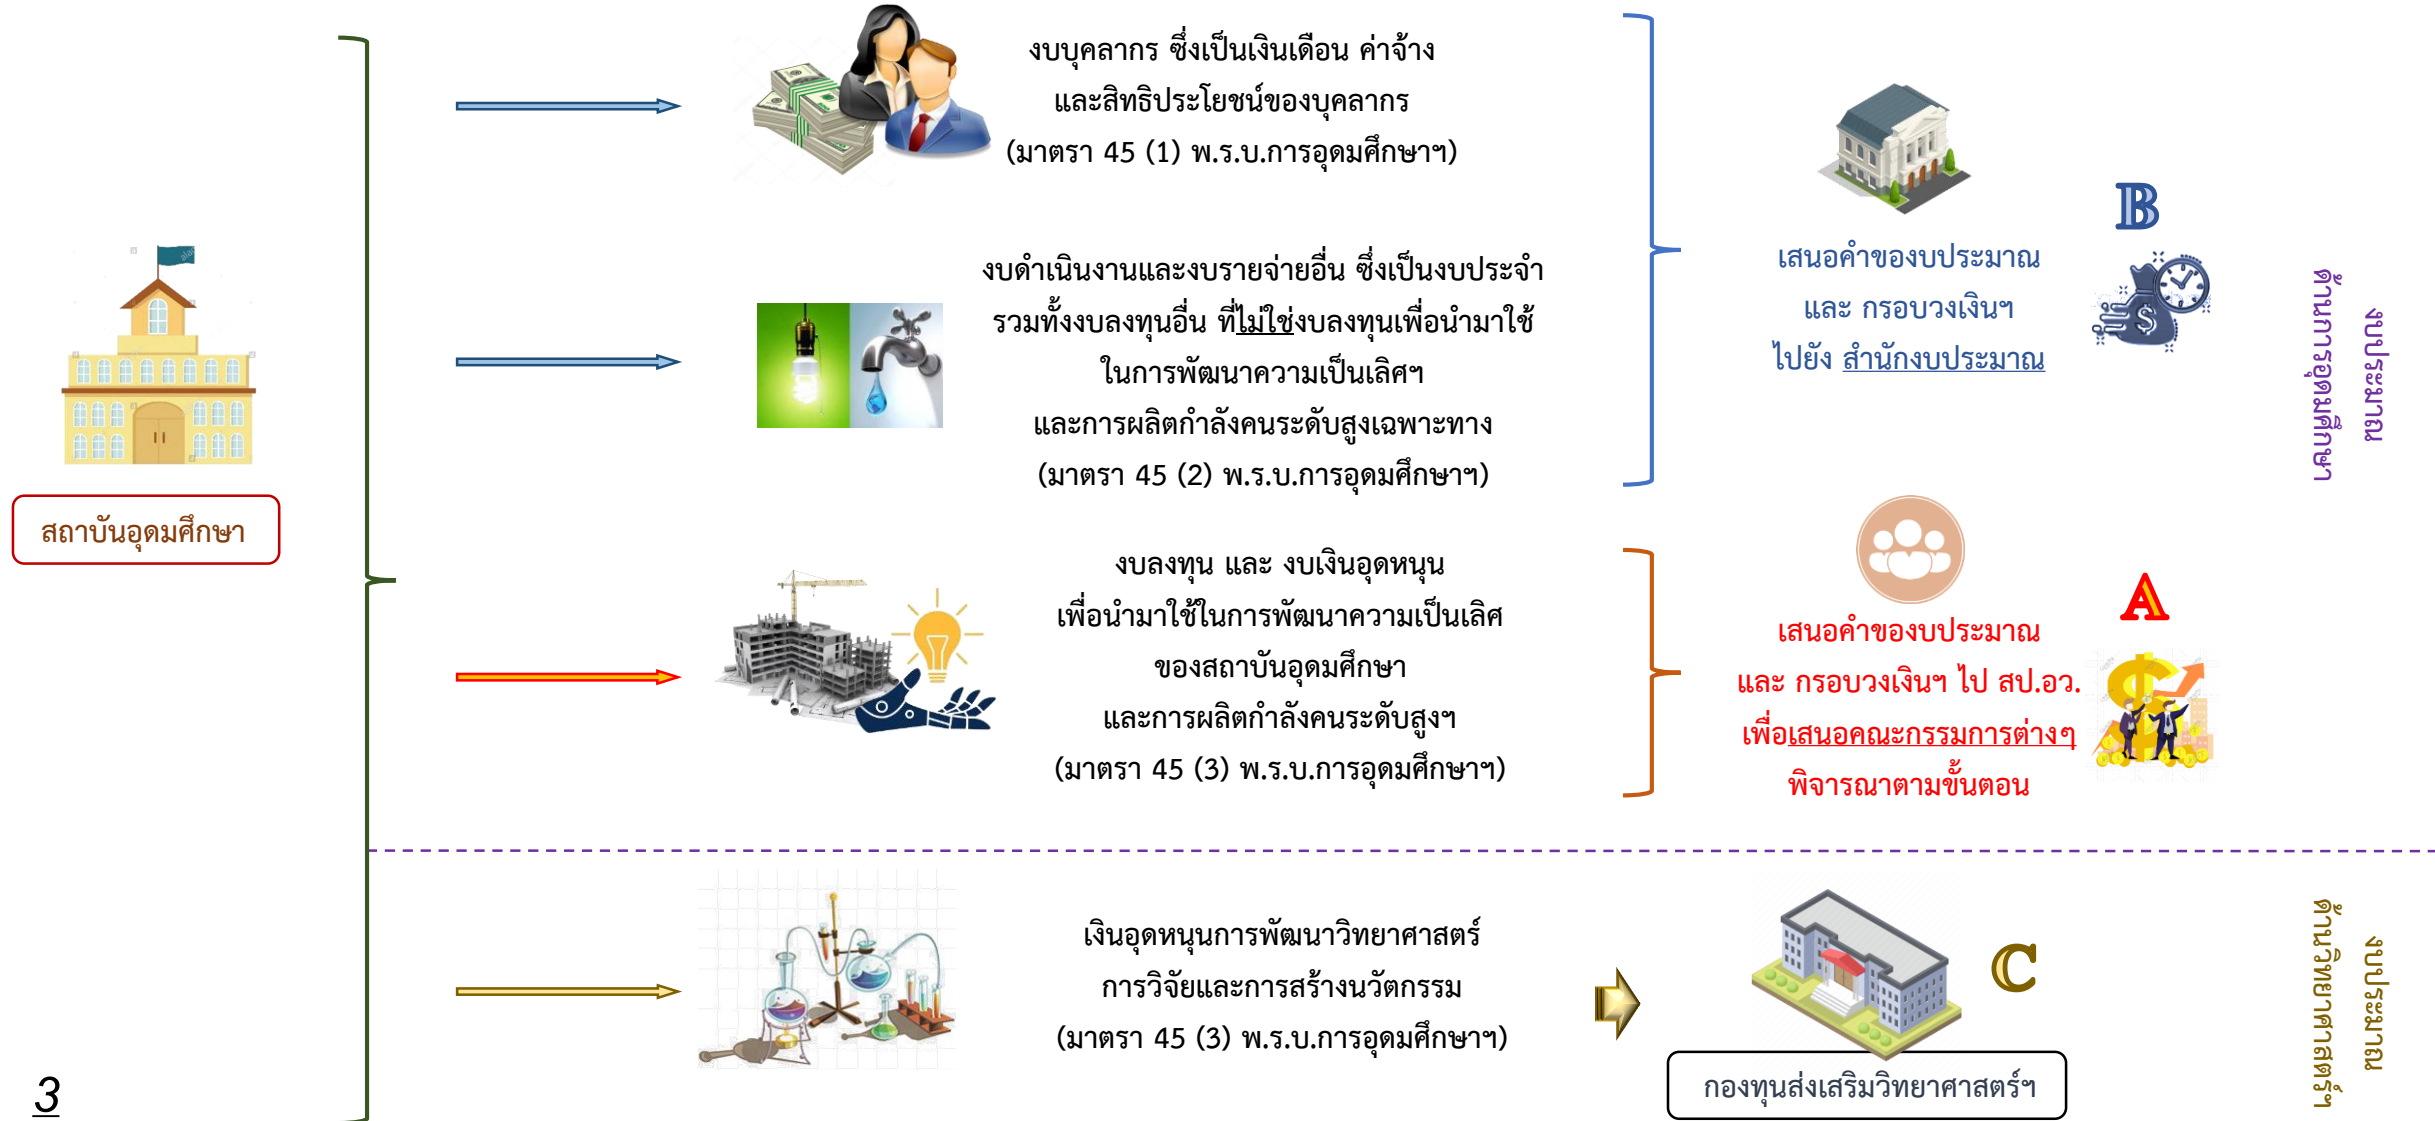 สถาบันอุดมศึกษา
งบบุคลากร ซึ่งเป็นเงินเดือน ค่าจ้าง
และสิทธิประโยชน์ของบุคลากร
(มาตรา 45 (1) พ.ร.บ.การอุดมศึกษาฯ)
งบดำเนินงานและงบรายจ่ายอื่น ซึ่งเป็นงบประจำ
รวมทั้งงบลงทุนอื่น ที่ไม่ใช่งบลงทุนเพื่อนำมาใช้
ในการพัฒนาความเป็นเลิศฯ
และการผลิตกำลังคนระดับสูงเฉพาะทาง
(มาตรา 45 (2) พ.ร.บ.การอุดมศึกษาฯ)
B
เสนอคำของบประมาณ
และ กรอบวงเงินฯ
ไปยัง สำนักงบประมาณ
งบลงทุน และ งบเงินอุดหนุน
เพื่อนำมาใช้ในการพัฒนาความเป็นเลิศ
ของสถาบันอุดมศึกษา
และการผลิตกำลังคนระดับสูงฯ
(มาตรา 45 (3) พ.ร.บ.การอุดมศึกษาฯ)
A
เสนอคำของบประมาณ
และ กรอบวงเงินฯ ไป สป.อว.
เพื่อเสนอคณะกรรมการต่างๆ
พิจารณาตามขั้นตอน
งบประมาณ
ด้านการอุดมศึกษา
เงินอุดหนุนการพัฒนาวิทยาศาสตร์
การวิจัยและการสร้างนวัตกรรม
(มาตรา 45 (3) พ.ร.บ.การอุดมศึกษาฯ)
C
กองทุนส่งเสริมวิทยาศาสตร์ฯ
งบประมาณ
ด้านวิทยาศาสตร์ฯ
3